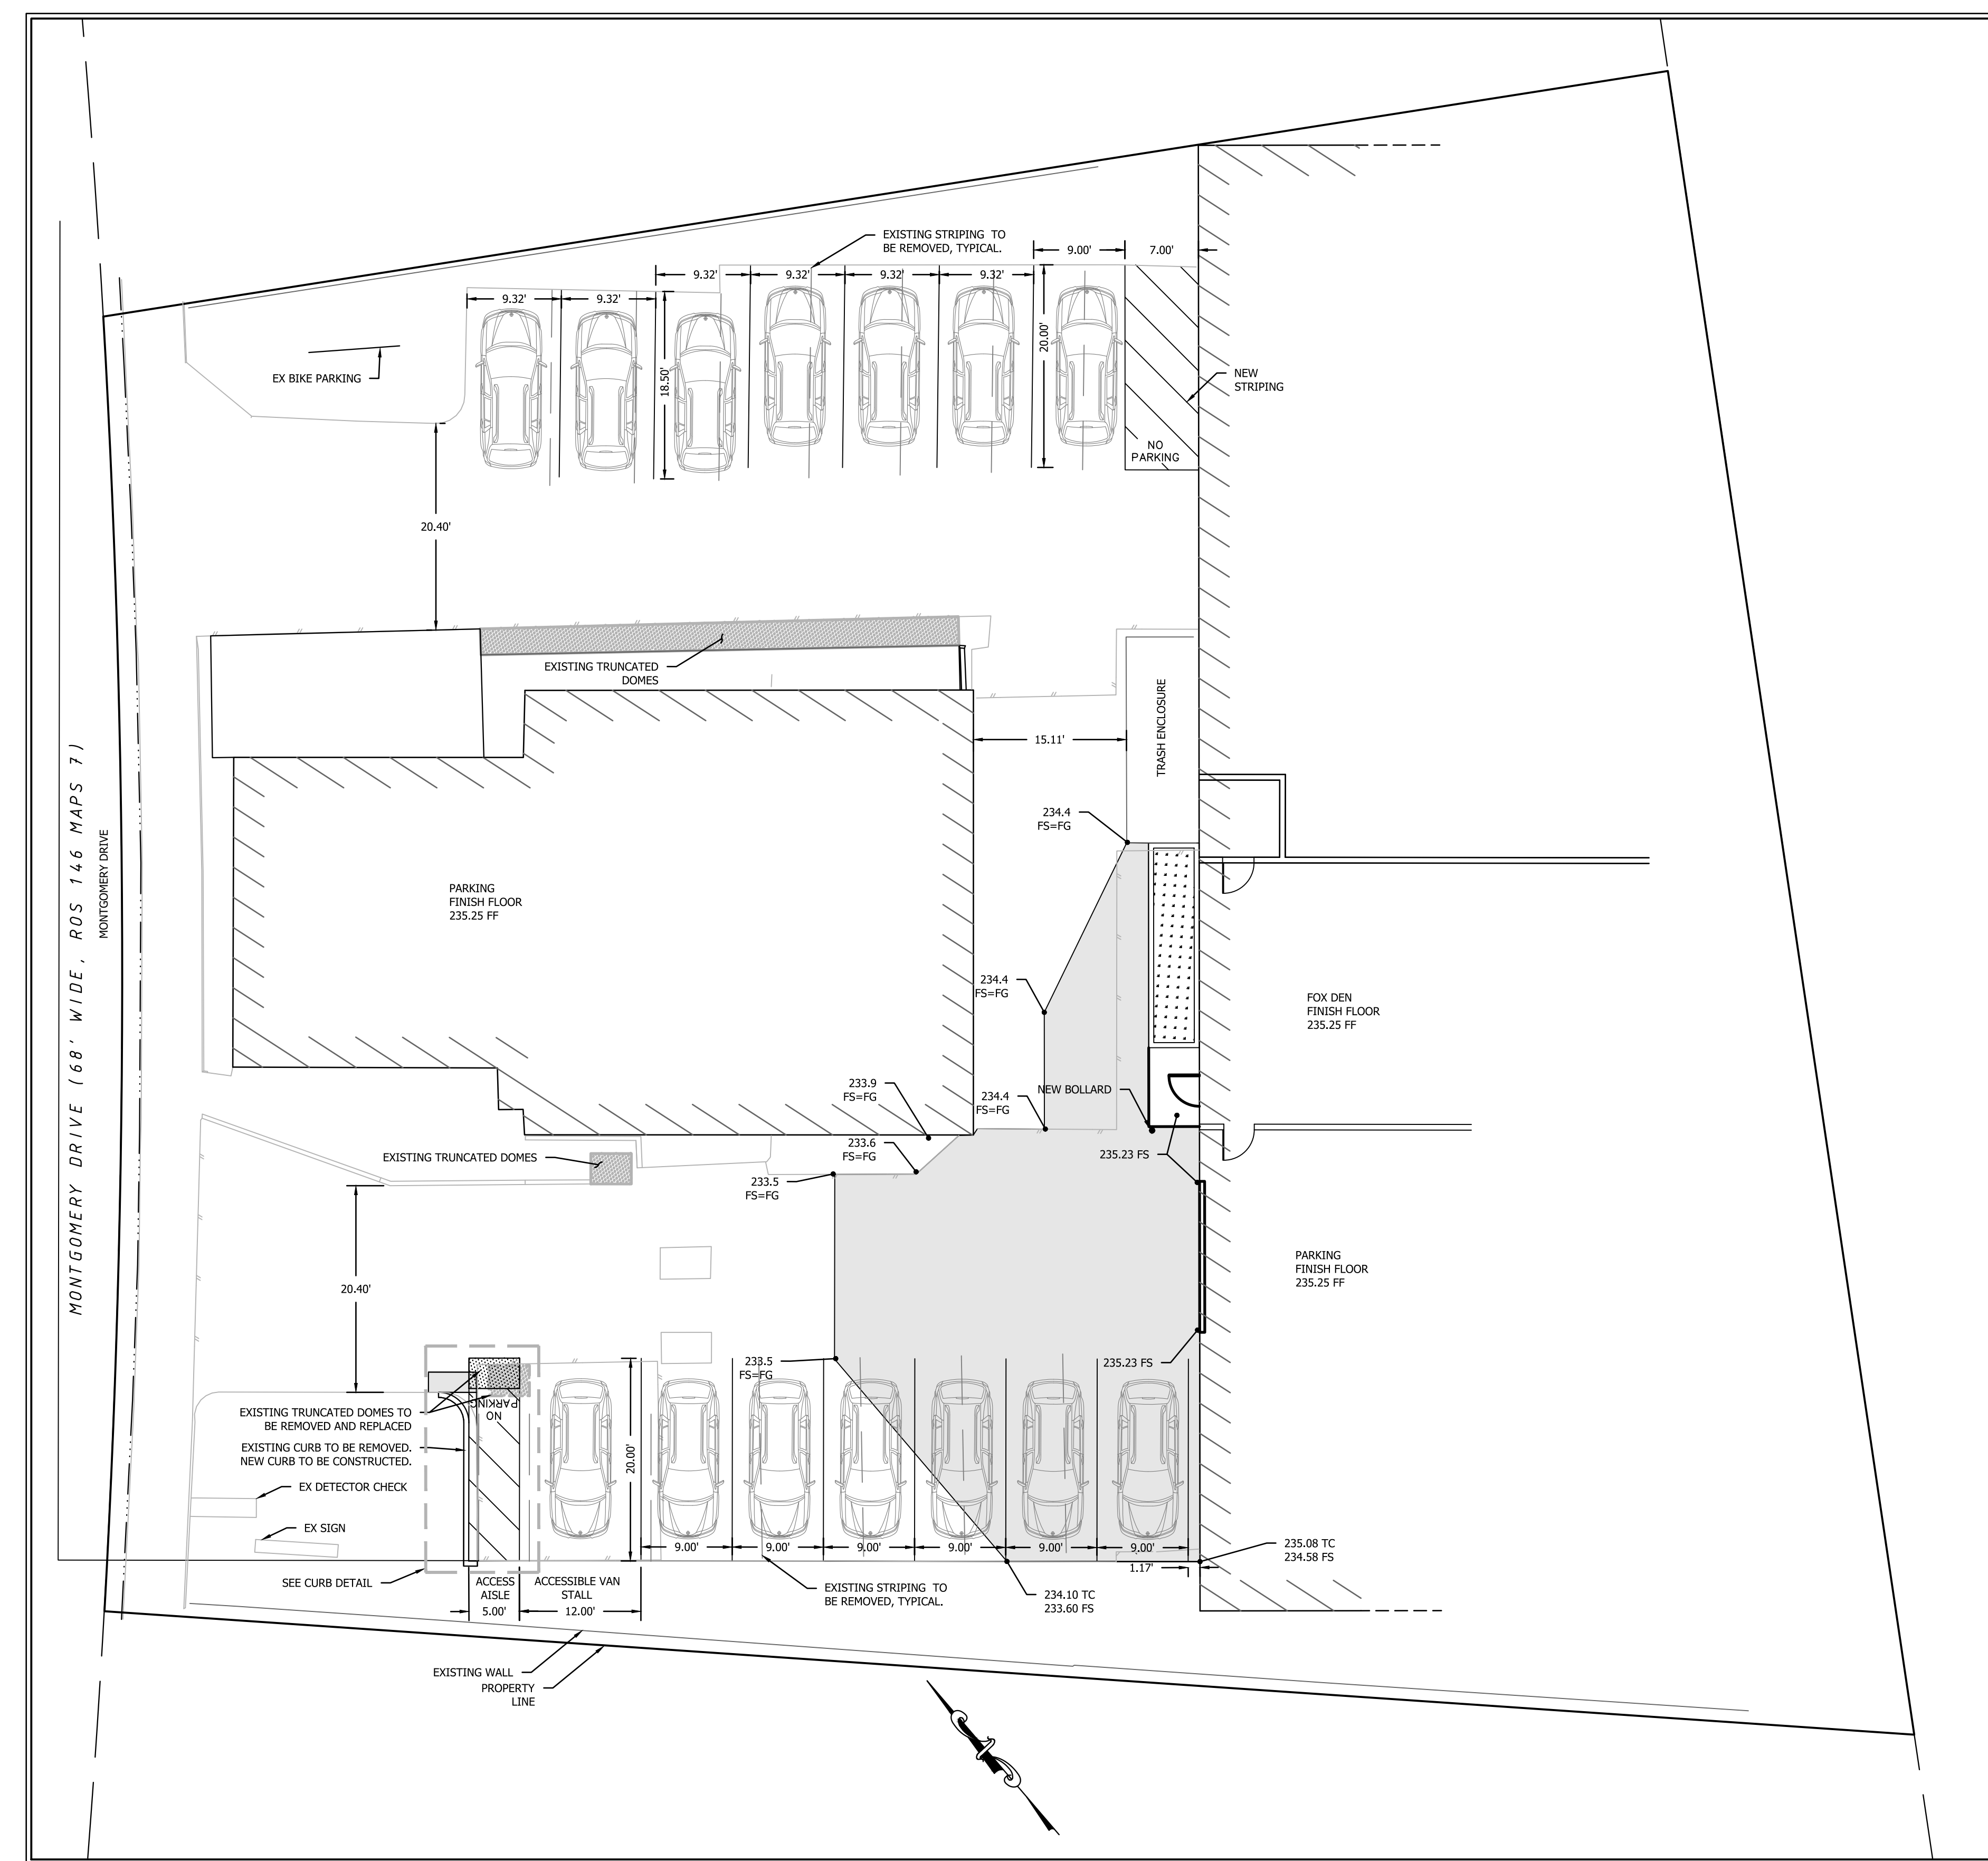 EXISTING STRIPING TO
BE REMOVED, TYPICAL.
9.00'
7.00'
9.32'
9.32'
9.32'
9.32'
9.32'
9.32'
20.00'
18.50'
EX BIKE PARKING
NEW
STRIPING
NO
PARKING
20.40'
EXISTING TRUNCATED
DOMES
TRASH ENCLOSURE
15.11'
234.4
FS=FG
MONTGOMERY DRIVE (68' WIDE, ROS 146 MAPS 7)
MONTGOMERY DRIVE
PARKING
FINISH FLOOR
235.25 FF
234.4
FS=FG
FOX DEN
FINISH FLOOR
235.25 FF
233.9
FS=FG
234.4
FS=FG
NEW BOLLARD
233.6
FS=FG
235.23 FS
EXISTING TRUNCATED DOMES
233.5
FS=FG
PARKING
FINISH FLOOR
235.25 FF
20.40'
233.5
FS=FG
235.23 FS
NO
PARKING
EXISTING TRUNCATED DOMES TO
BE REMOVED AND REPLACED
EXISTING CURB TO BE REMOVED.
NEW CURB TO BE CONSTRUCTED.
20.00'
EX DETECTOR CHECK
EX SIGN
9.00'
9.00'
9.00'
9.00'
9.00'
9.00'
1.17'
235.08 TC
234.58 FS
SEE CURB DETAIL
ACCESS
AISLE
5.00'
ACCESSIBLE VAN
STALL
12.00'
EXISTING STRIPING TO
BE REMOVED, TYPICAL.
234.10 TC
233.60 FS
EXISTING WALL
PROPERTY
LINE